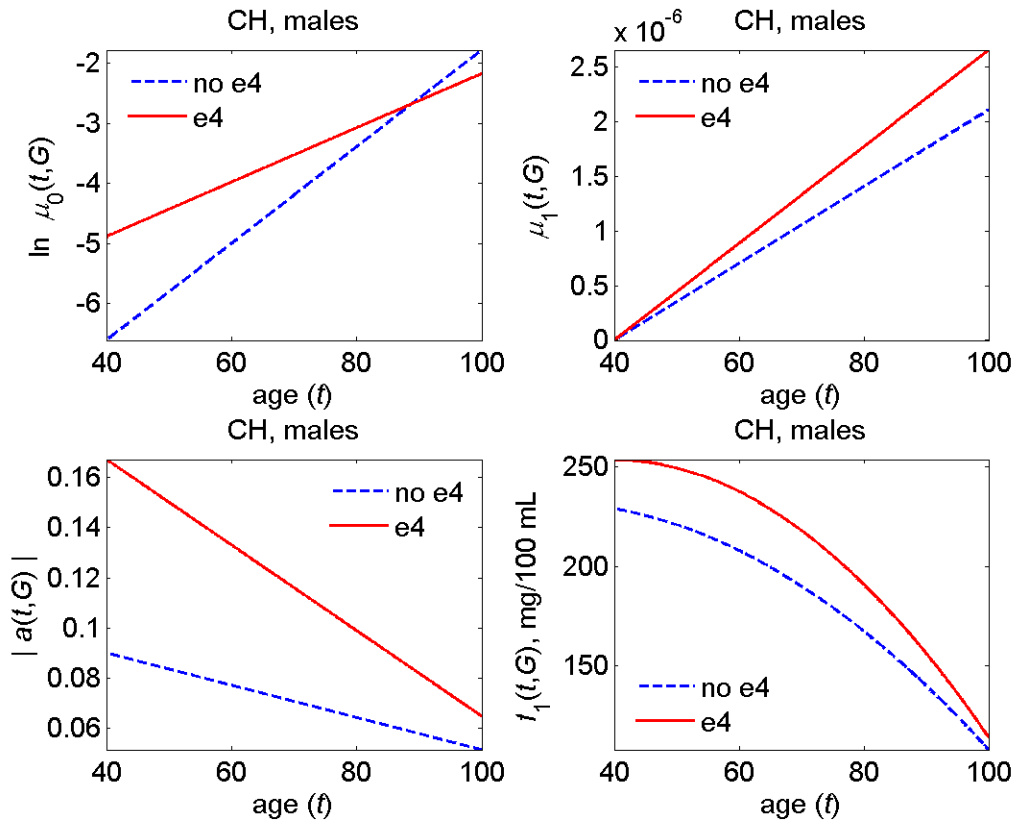 CH, males
ln μ0(t,G)
-2
-3
-4
-5
-6
no e4
e4
40 60 80 100
age (t)
CH, males
x 10^-6
μ1(t,G)
2.5
2
1.5
1
0.5
0
no e4
e4
40 60 80 100
age (t)
CH, males
| a(t,G) |
0.16
0.14
0.12
0.1
0.08
0.06
no e4
e4
40 60 80 100
age (t)
CH, males
f1(t,G), mg/100 mL
250
200
150
no e4
e4
40 60 80 100
age (t)